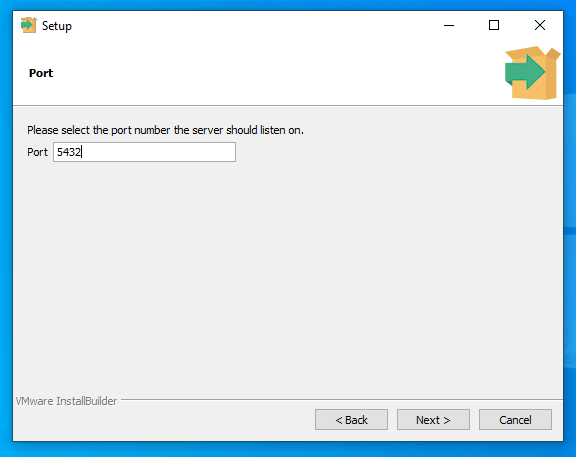 Setup
Port
Please select the port number the server should listen on.
Port 5432
VMware InstallBuilder
< Back Next > Cancel